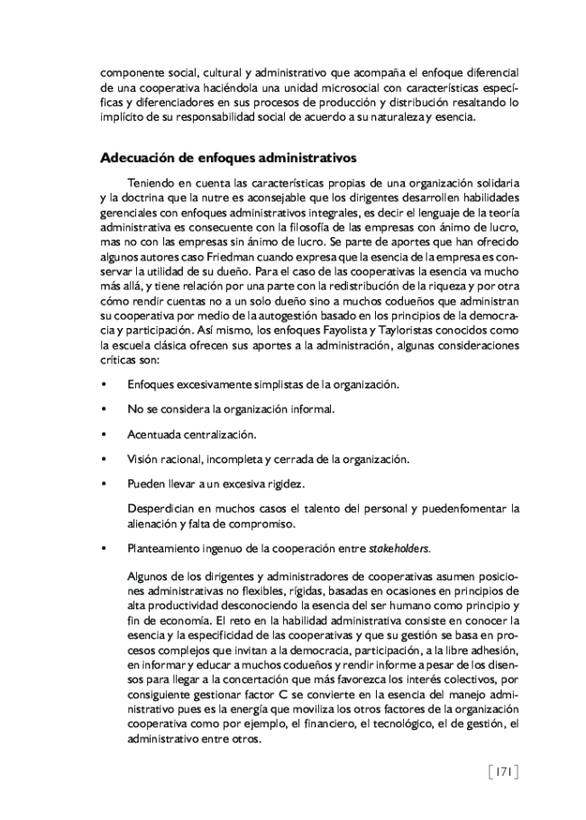 componente social, cultural y administrativo que acompaña el enfoque diferencial
de una cooperativa haciéndola una unidad microsocial con características especí-
ficas y diferenciadores en sus procesos de producción y distribución resaltando lo
implícito de su responsabilidad social de acuerdo a su naturaleza y esencia.
Adecuación de enfoques administrativos
Teniendo en cuenta las características propias de una organización solidaria
y la doctrina que la nutre es aconsejable que los dirigentes desarrollen habilidades
gerenciales con enfoques administrativos integrales, es decir el lenguaje de la teoría
administrativa es consecuente con la filosofía de las empresas con ánimo de lucro,
mas no con las empresas sin ánimo de lucro. Se parte de aportes que han ofrecido
algunos autores caso Friedman cuando expresa que la esencia de la empresa es con-
servar la utilidad de su dueño. Para el caso de las cooperativas la esencia va mucho
más allá, y tiene relación por una parte con la redistribución de la riqueza y por otra
cómo rendir cuentas no a un solo dueño sino a muchos codueños que administran
su cooperativa por medio de la autogestión basado en los principios de la democra-
cia y participación. Así mismo, los enfoques Fayolista y Tayloristas conocidos como
la escuela clásica ofrecen sus aportes a la administración, algunas consideraciones
críticas son:
• Enfoques excesivamente simplistas de la organización.
• No se considera la organización informal.
• Acentuada centralización.
• Visión racional, incompleta y cerrada de la organización.
• Pueden llevar a un excesiva rigidez.
Desperdician en muchos casos el talento del personal y puedenfomentar la
alienación y falta de compromiso.
• Planteamiento ingenuo de la cooperación entre stakeholders.
Algunos de los dirigentes y administradores de cooperativas asumen posicio-
nes administrativas no flexibles, rígidas, basadas en ocasiones en principios de
alta productividad desconociendo la esencia del ser humano como principio y
fin de economía. El reto en la habilidad administrativa consiste en conocer la
esencia y la especificidad de las cooperativas y que su gestión se basa en pro-
cesos complejos que invitan a la democracia, participación, a la libre adhesión,
en informar y educar a muchos codueños y rendir informe a pesar de los disen-
sos para llegar a la concertación que más favorezca los interés colectivos, por
consiguiente gestionar factor C se convierte en la esencia del manejo admi-
nistrativo pues es la energía que moviliza los otros factores de la organización
cooperativa como por ejemplo, el financiero, el tecnológico, el de gestión, el
administrativo entre otros.
[171]